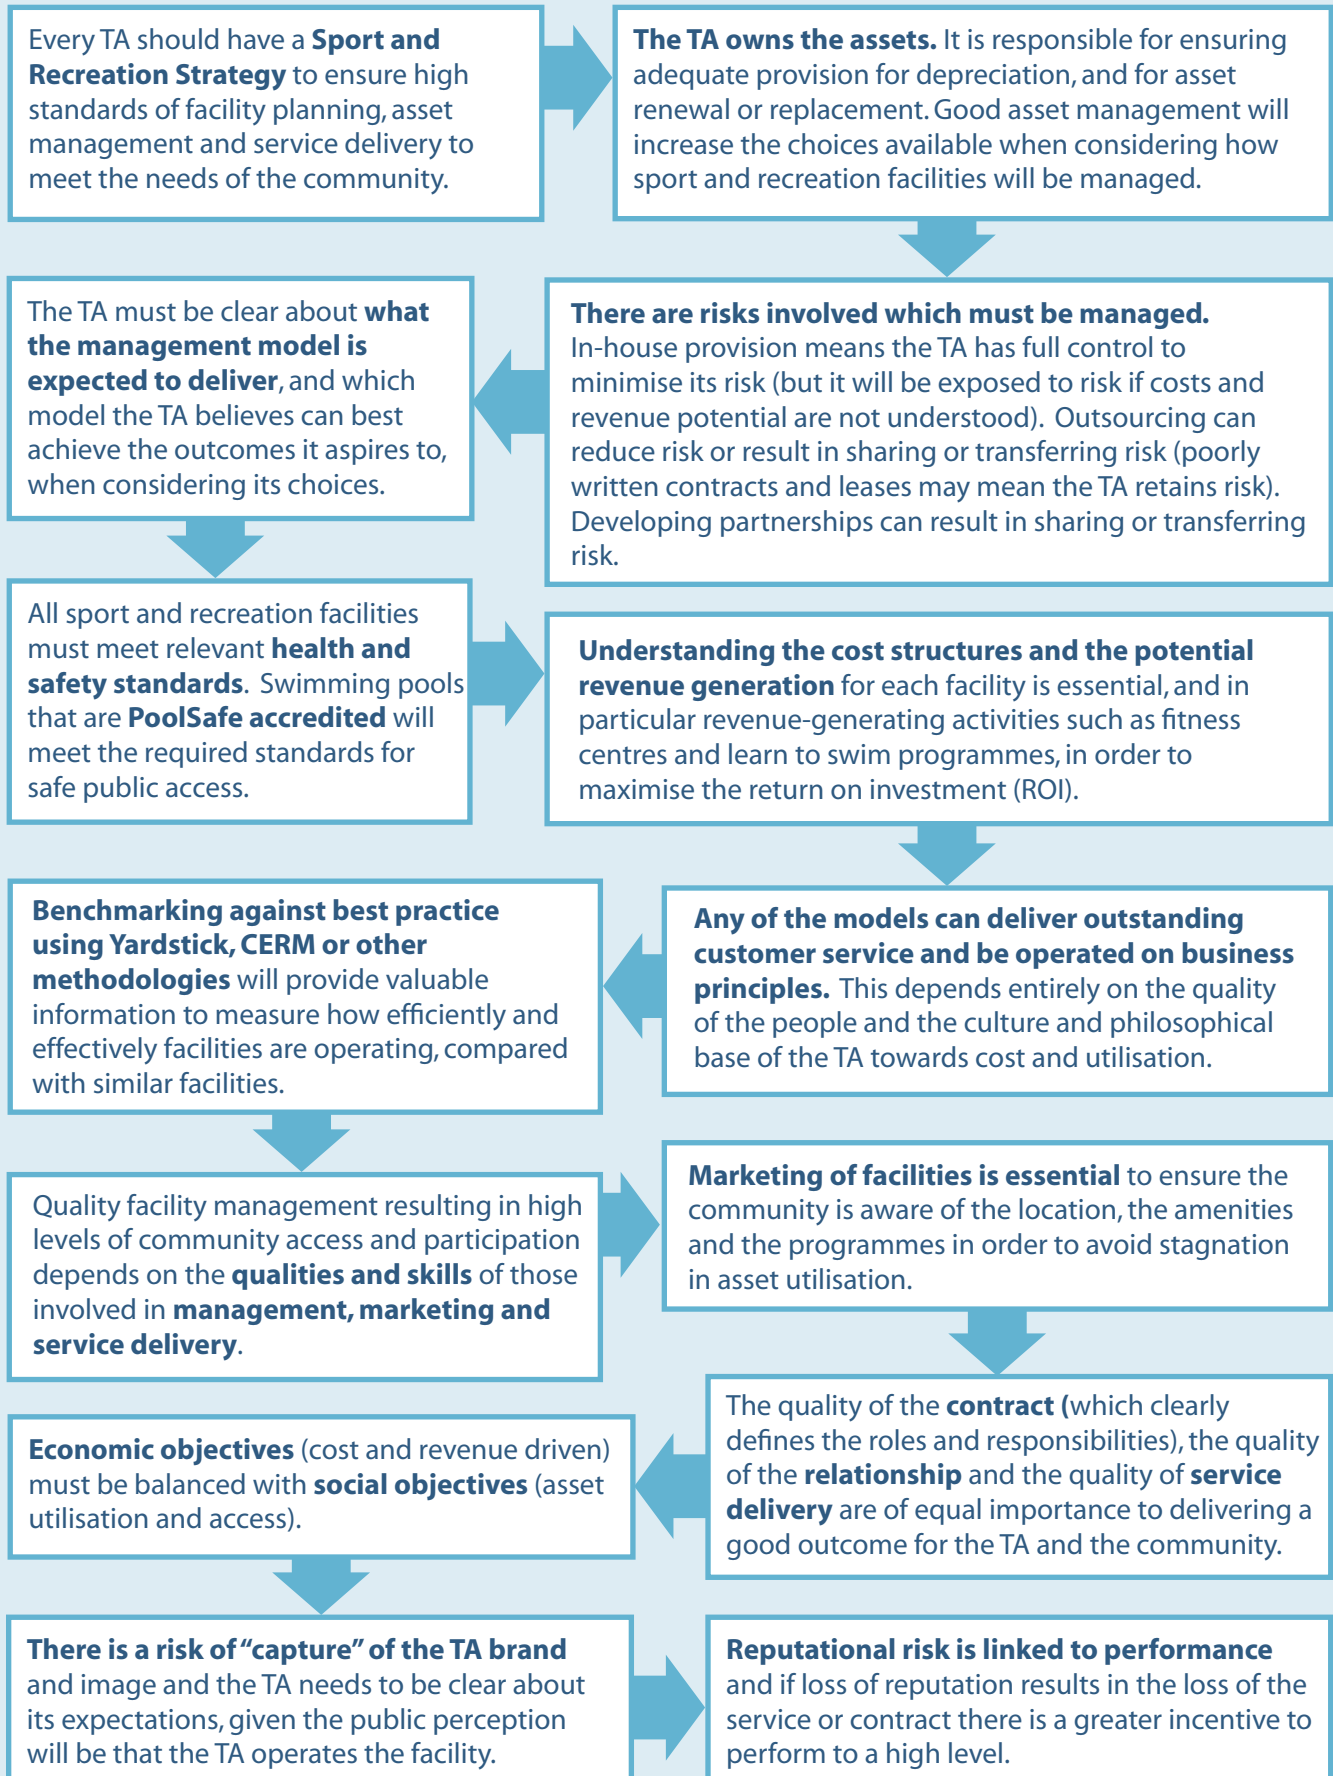 Every TA should have a Sport and
Recreation Strategy to ensure high
standards of facility planning, asset
management and service delivery to
meet the needs of the community.
The TA owns the assets. It is responsible for ensuring
adequate provision for depreciation, and for asset
renewal or replacement. Good asset management will
increase the choices available when considering how
sport and recreation facilities will be managed.
There are risks involved which must be managed.
In-house provision means the TA has full control to
minimise its risk (but it will be exposed to risk if costs and
revenue potential are not understood). Outsourcing can
reduce risk or result in sharing or transferring risk (poorly
written contracts and leases may mean the TA retains risk).
Developing partnerships can result in sharing or transferring
risk.
The TA must be clear about what
the management model is
expected to deliver, and which
model the TA believes can best
achieve the outcomes it aspires to,
when considering its choices.
All sport and recreation facilities
must meet relevant health and
safety standards. Swimming pools
that are PoolSafe accredited will
meet the required standards for
safe public access.
Understanding the cost structures and the potential
revenue generation for each facility is essential, and in
particular revenue-generating activities such as fitness
centres and learn to swim programmes, in order to
maximise the return on investment (ROI).
Any of the models can deliver outstanding
customer service and be operated on business
principles. This depends entirely on the quality
of the people and the culture and philosophical
base of the TA towards cost and utilisation.
Benchmarking against best practice
using Yardstick, CERM or other
methodologies will provide valuable
information to measure how efficiently and
effectively facilities are operating, compared
with similar facilities.
Quality facility management resulting in high
levels of community access and participation
depends on the qualities and skills of those
involved in management, marketing and
service delivery.
Marketing of facilities is essential to ensure the
community is aware of the location, the amenities
and the programmes in order to avoid stagnation
in asset utilisation.
The quality of the contract (which clearly
defines the roles and responsibilities), the quality
of the relationship and the quality of service
delivery are of equal importance to delivering a
good outcome for the TA and the community.
Economic objectives (cost and revenue driven)
must be balanced with social objectives (asset
utilisation and access).
There is a risk of “capture” of the TA brand
and image and the TA needs to be clear about
its expectations, given the public perception
will be that the TA operates the facility.
Reputational risk is linked to performance
and if loss of reputation results in the loss of the
service or contract there is a greater incentive to
perform to a high level.